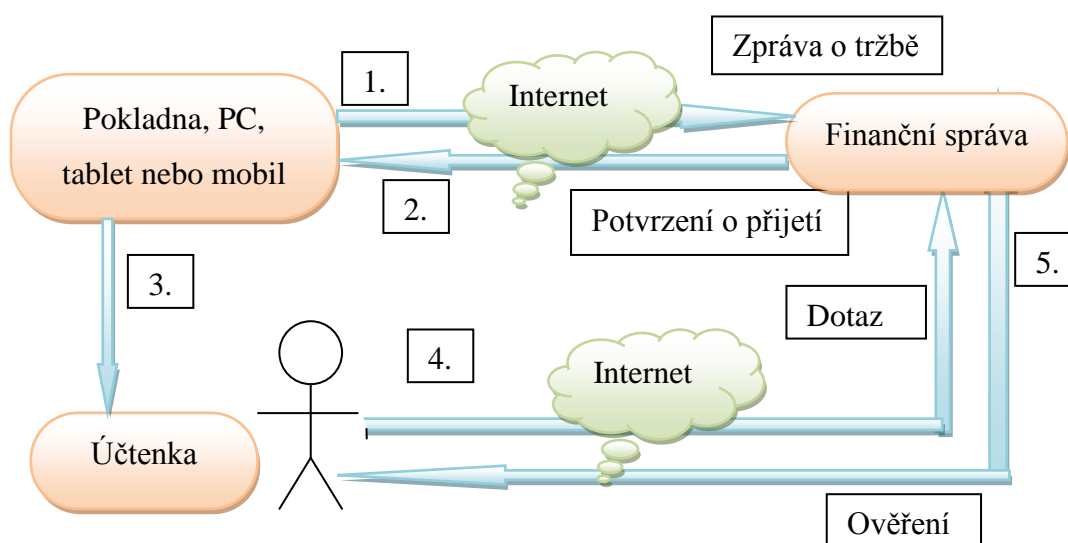 Zpráva o tržbě
1.
Internet
Pokladna, PC,
tablet nebo mobil
Finanční správa
2.
Potvrzení o přijetí
3.
5.
Dotaz
4.
Internet
Účtenka
Ověření